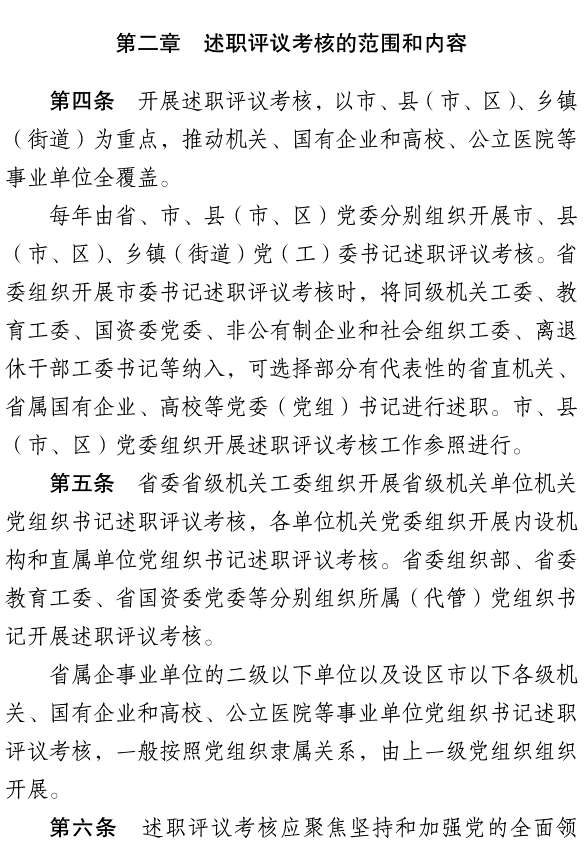 第二章　述职评议考核的范围和内容
第四条　开展述职评议考核，以市、县（市、区）、乡镇
（街道）为重点，推动机关、国有企业和高校、公立医院等
事业单位全覆盖。
每年由省、市、县（市、区）党委分别组织开展市、县
（市、区）、乡镇（街道）党（工）委书记述职评议考核。省
委组织开展市委书记述职评议考核时，将同级机关工委、教
育工委、国资委党委、非公有制企业和社会组织工委、离退
休干部工委书记等纳入，可选择部分有代表性的省直机关、
省属国有企业、高校等党委（党组）书记进行述职。市、县
（市、区）党委组织开展述职评议考核工作参照进行。
第五条　省委省级机关工委组织开展省级机关单位机关
党组织书记述职评议考核，各单位机关党委组织开展内设机
构和直属单位党组织书记述职评议考核。省委组织部、省委
教育工委、省国资委党委等分别组织所属（代管）党组织书
记开展述职评议考核。
省属企事业单位的二级以下单位以及设区市以下各级机
关、国有企业和高校、公立医院等事业单位党组织书记述职
评议考核，一般按照党组织隶属关系，由上一级党组织组织
开展。
第六条　述职评议考核应聚焦坚持和加强党的全面领